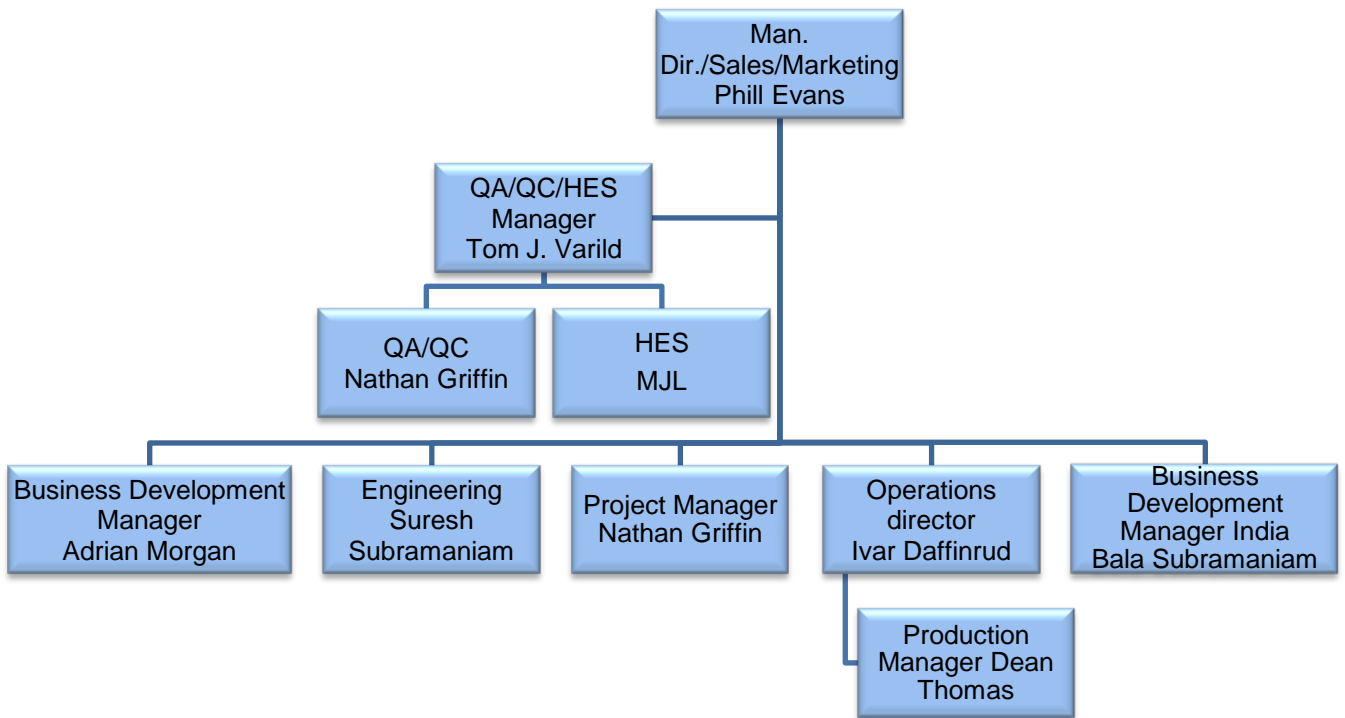 Man.
Dir./Sales/Marketing
Phill Evans
QA/QC/HES
Manager
Tom J. Varild
QA/QC
Nathan Griffin
HES
MJL
Business Development
Manager
Adrian Morgan
Engineering
Suresh
Subramaniam
Project Manager
Nathan Griffin
Operations
director
Ivar Daffinrud
Business
Development
Manager India
Bala Subramaniam
Production
Manager Dean
Thomas